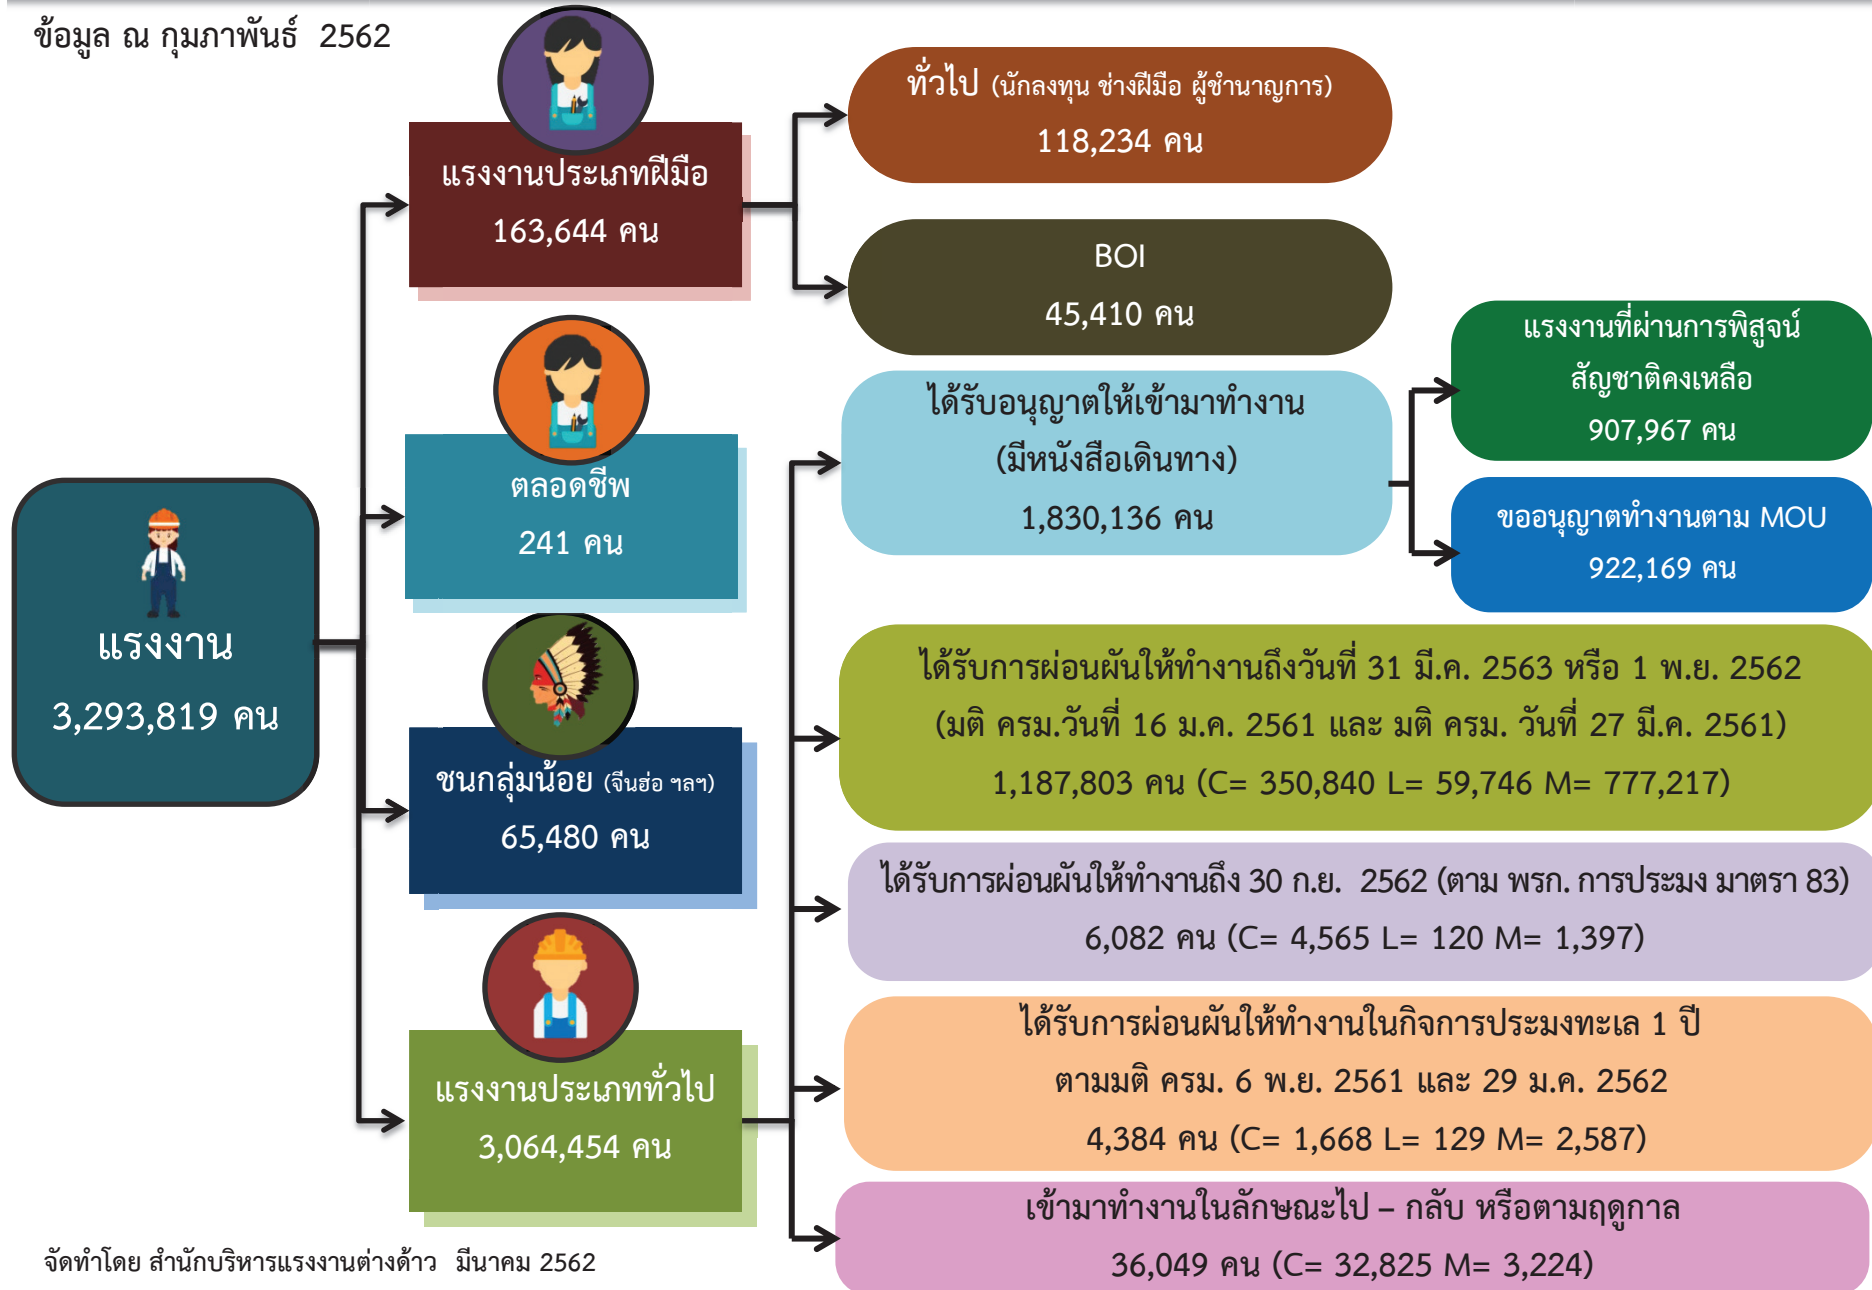 ข้อมูล ณ กุมภาพันธ์ 2562
แรงงาน
3,293,819 คน
แรงงานประเภทฝีมือ
163,644 คน
ทั่วไป (นักลงทุน ช่างฝีมือ ผู้ชำนาญการ)
118,234 คน
BOI
45,410 คน
ตลอดชีพ
241 คน
ชนกลุ่มน้อย (จีนฮ่อ ฯลฯ)
65,480 คน
แรงงานประเภททั่วไป
3,064,454 คน
ได้รับอนุญาตให้เข้ามาทำงาน
(มีหนังสือเดินทาง)
1,830,136 คน
แรงงานที่ผ่านการพิสูจน์
สัญชาติคงเหลือ
907,967 คน
ขออนุญาตทำงานตาม MOU
922,169 คน
ได้รับการผ่อนผันให้ทำงานถึงวันที่ 31 มี.ค. 2563 หรือ 1 พ.ย. 2562
(มติ ครม.วันที่ 16 ม.ค. 2561 และ มติ ครม. วันที่ 27 มี.ค. 2561)
1,187,803 คน (C= 350,840 L= 59,746 M= 777,217)
ได้รับการผ่อนผันให้ทำงานถึง 30 ก.ย. 2562 (ตาม พรก. การประมง มาตรา 83)
6,082 คน (C= 4,565 L= 120 M= 1,397)
ได้รับการผ่อนผันให้ทำงานในกิจการประมงทะเล 1 ปี
ตามมติ ครม. 6 พ.ย. 2561 และ 29 ม.ค. 2562
4,384 คน (C= 1,668 L= 129 M= 2,587)
เข้ามาทำงานในลักษณะไป – กลับ หรือตามฤดูกาล
36,049 คน (C= 32,825 M= 3,224)
จัดทำโดย สำนักบริหารแรงงานต่างด้าว มีนาคม 2562